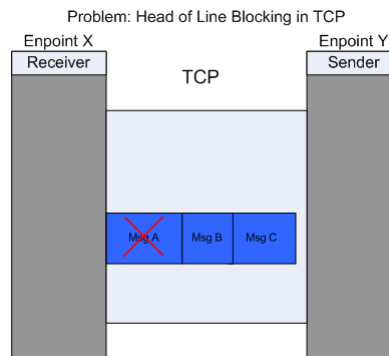 Problem: Head of Line Blocking in TCP
Enpoint X
Enpoint Y
Receiver
TCP
Sender
Msg A
Msg B
Msg C